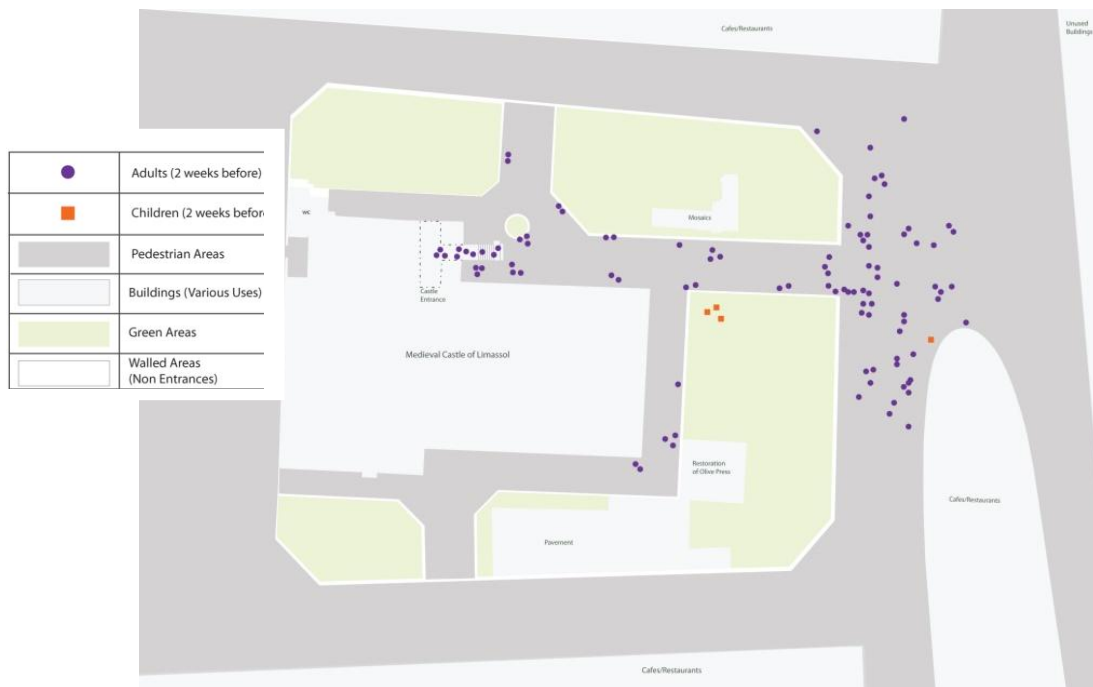 Cafes/Restaurants
Unused
Buildings
Adults (2 weeks before)
Children (2 weeks befor
Pedestrian Areas
Buildings (Various Uses)
Green Areas
Walled Areas
(Non Entrances)
wc
Mosaics
Castle
Entrance
Medieval Castle of Limassol
Restoration
of Olive Press
Pavement
Cafes/Restaurants
Cafes/Restaurants